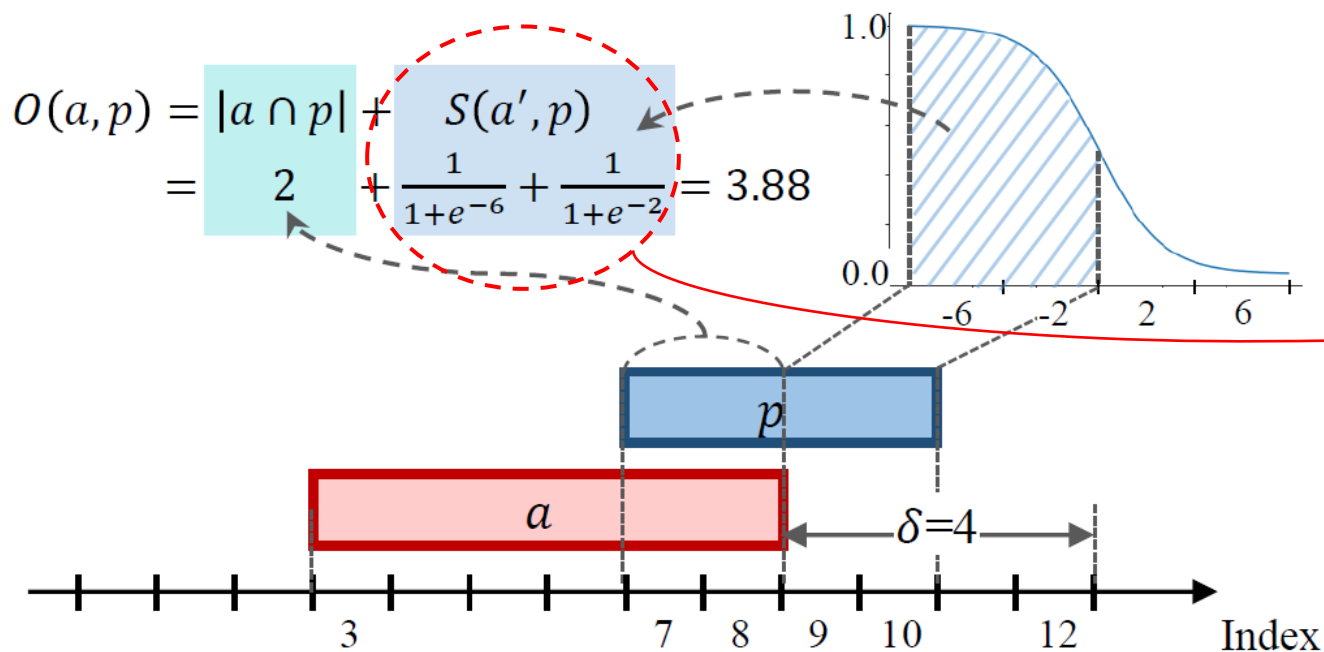 O(a, p) = |a ∩ p| + S(a′, p)
= 2 + 1/(1+e⁻⁶) + 1/(1+e⁻²) = 3.88
1.0
0.0
-6 -2 2 6
p
a
δ=4
3 7 8 9 10 12 Index